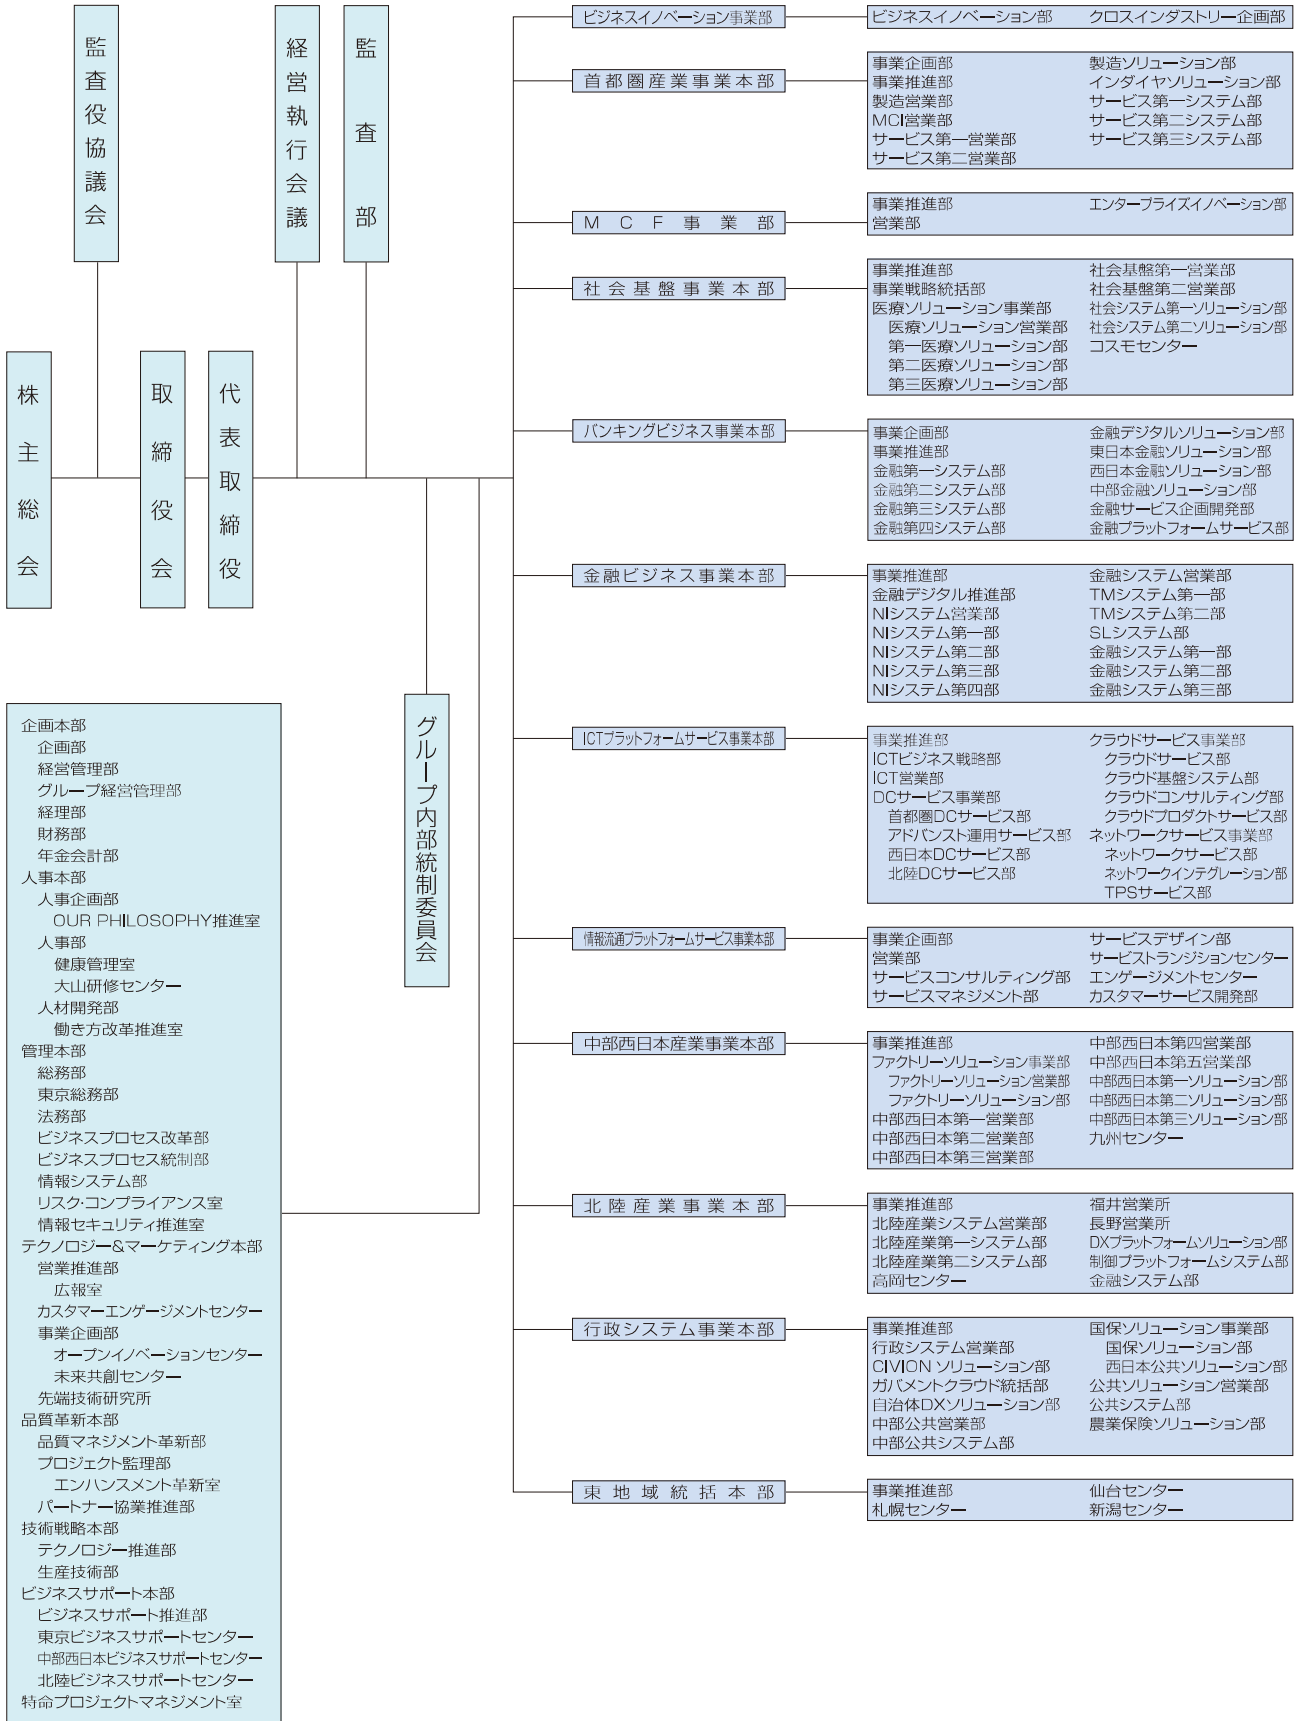 監査役協議会
経営執行会議
監査部
株主総会
取締役会
代表取締役
グループ内部統制委員会
企画本部
企画部
経営管理部
グループ経営管理部
経理部
財務部
年金会計部
人事本部
人事企画部
OUR PHILOSOPHY推進室
人事部
健康管理室
大山研修センター
人材開発部
働き方改革推進室
管理本部
総務部
東京総務部
法務部
ビジネスプロセス改革部
ビジネスプロセス統制部
情報システム部
リスク・コンプライアンス室
情報セキュリティ推進室
テクノロジー&マーケティング本部
営業推進部
広報室
カスタマーエンゲージメントセンター
事業企画部
オープンイノベーションセンター
未来共創センター
先端技術研究所
品質革新本部
品質マネジメント革新部
プロジェクト監理部
エンハンスメント革新室
パートナー協業推進部
技術戦略本部
テクノロジー推進部
生産技術部
ビジネスサポート本部
ビジネスサポート推進部
東京ビジネスサポートセンター
中部西日本ビジネスサポートセンター
北陸ビジネスサポートセンター
特命プロジェクトマネジメント室
ビジネスイノベーション事業部
ビジネスイノベーション部
クロスインダストリー企画部
首都圏産業事業本部
事業企画部
事業推進部
製造営業部
MCI営業部
サービス第一営業部
サービス第二営業部
製造ソリューション部
インダイヤソリューション部
サービス第一システム部
サービス第二システム部
サービス第三システム部
MCF事業部
事業推進部
営業部
エンタープライズイノベーション部
社会基盤事業本部
事業推進部
事業戦略統括部
医療ソリューション事業部
医療ソリューション営業部
第一医療ソリューション部
第二医療ソリューション部
第三医療ソリューション部
社会基盤第一営業部
社会基盤第二営業部
社会システム第一ソリューション部
社会システム第二ソリューション部
コスモセンター
バンキングビジネス事業本部
事業企画部
事業推進部
金融第一システム部
金融第二システム部
金融第三システム部
金融第四システム部
金融デジタルソリューション部
東日本金融ソリューション部
西日本金融ソリューション部
中部金融ソリューション部
金融サービス企画開発部
金融プラットフォームサービス部
金融ビジネス事業本部
事業推進部
金融デジタル推進部
NIシステム営業部
NIシステム第一部
NIシステム第二部
NIシステム第三部
NIシステム第四部
金融システム営業部
TMシステム第一部
TMシステム第二部
SLシステム部
金融システム第一部
金融システム第二部
金融システム第三部
ICTプラットフォームサービス事業本部
事業推進部
ICTビジネス戦略部
ICT営業部
DCサービス事業部
首都圏DCサービス部
アドバンスト運用サービス部
西日本DCサービス部
北陸DCサービス部
クラウドサービス事業部
クラウドサービス部
クラウド基盤システム部
クラウドコンサルティング部
クラウドプロダクトサービス部
ネットワークサービス事業部
ネットワークサービス部
ネットワークインテグレーション部
TPSサービス部
情報流通プラットフォームサービス事業本部
事業企画部
営業部
サービスコンサルティング部
サービスマネジメント部
サービスデザイン部
サービストランジションセンター
エンゲージメントセンター
カスタマーサービス開発部
中部西日本産業事業本部
事業推進部
ファクトリーソリューション事業部
ファクトリーソリューション営業部
ファクトリーソリューション部
中部西日本第一営業部
中部西日本第二営業部
中部西日本第三営業部
中部西日本第四営業部
中部西日本第五営業部
中部西日本第一ソリューション部
中部西日本第二ソリューション部
中部西日本第三ソリューション部
九州センター
北陸産業事業本部
事業推進部
北陸産業システム営業部
北陸産業第一システム部
北陸産業第二システム部
高岡センター
福井営業所
長野営業所
DXプラットフォームソリューション部
制御プラットフォームシステム部
金融システム部
行政システム事業本部
事業推進部
行政システム営業部
CIVION ソリューション部
ガバメントクラウド統括部
自治体DXソリューション部
中部公共営業部
中部公共システム部
国保ソリューション事業部
国保ソリューション部
西日本公共ソリューション部
公共ソリューション営業部
公共システム部
農業保険ソリューション部
東地域統括本部
事業推進部
札幌センター
仙台センター
新潟センター